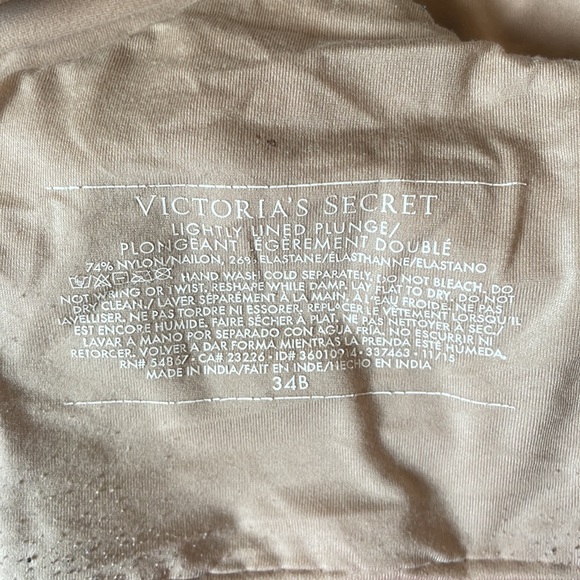 VICTORIA'S SECRET
LIGHTLY LINED PLUNGE/
PLONGEANT LÉGÈREMENT DOUBLÉ
74% NYLON/NAILON, 26% ELASTANE/ÉLASTHANNE/ELASTANO
HAND WASH COLD SEPARATELY. DO NOT BLEACH. DO
NOT WRING OR TWIST. RESHAPE WHILE DAMP. LAY FLAT TO DRY. DO NOT
DRY CLEAN./ LAVER SÉPARÉMENT À LA MAIN, À L'EAU FROIDE. NE PAS
JAVELLISER. NE PAS TORDRE NI ESSORER. REPLACER LE VÊTEMENT LORSQU'IL
EST ENCORE HUMIDE. FAIRE SÉCHER À PLAT. NE PAS NETTOYER À SEC/
LAVAR A MANO POR SEPARADO CON AGUA FRÍA. NO ESCURRIR NI
RETORCER. VOLVER A DAR FORMA MIENTRAS LA PRENDA ESTÉ HUMEDA.
RN# 54867 • CA# 23226 • ID# 360109 4 • 337463 • 11/15
MADE IN INDIA/FAIT EN INDE/HECHO EN INDIA
34B